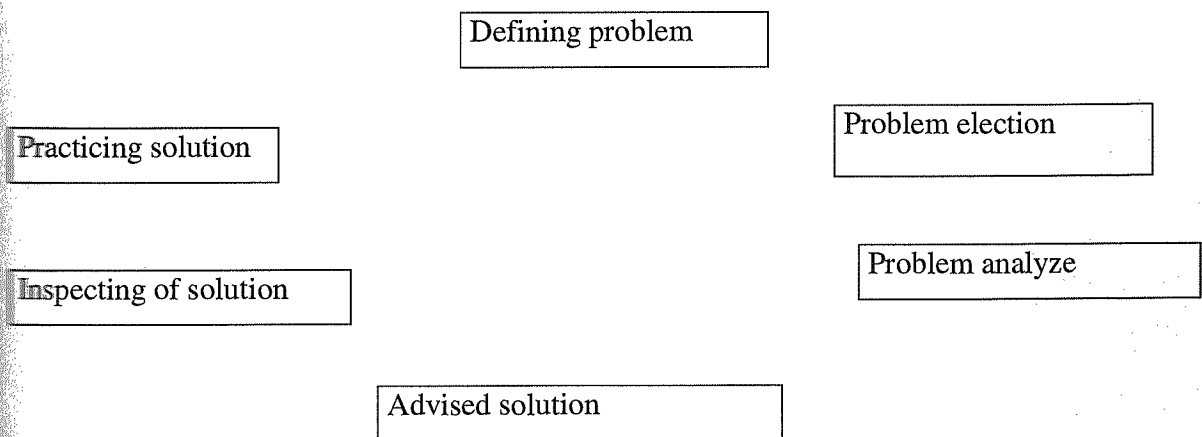 Defining problem
Problem election
Practicing solution
Problem analyze
Inspecting of solution
Advised solution